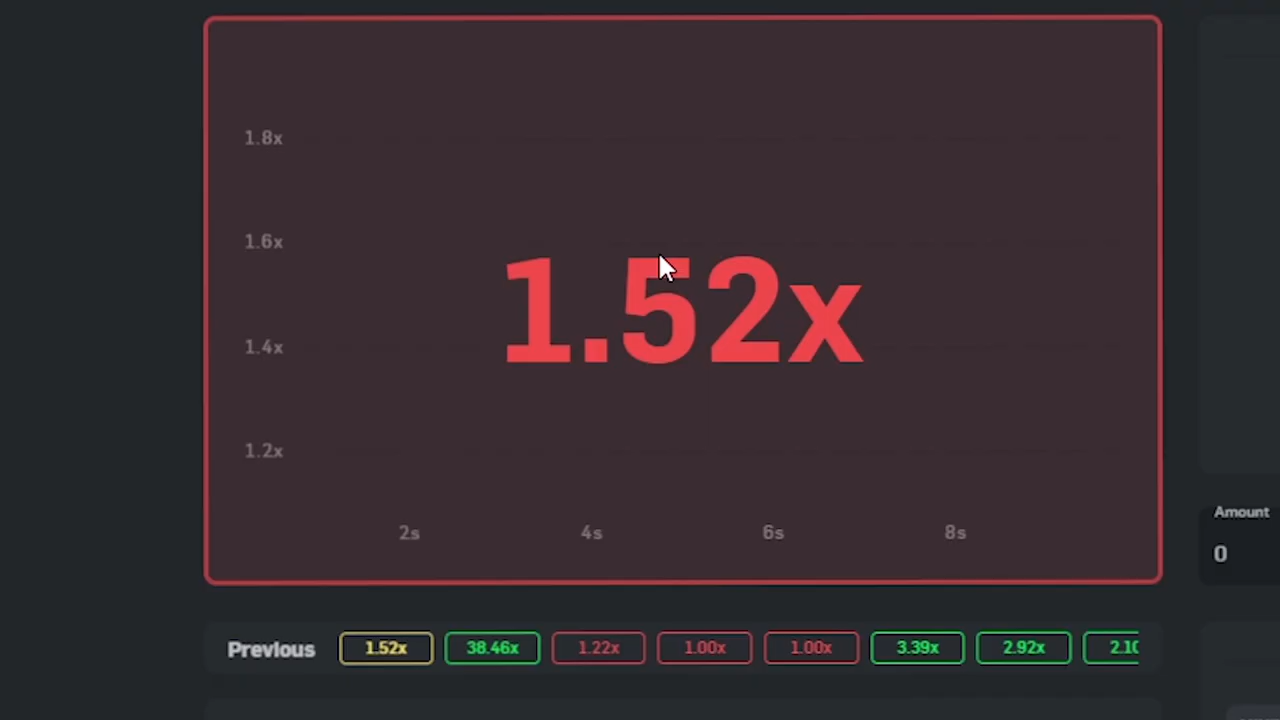 1.8x
1.6x
1.52x
1.4x
1.2x
2s 4s 6s 8s
Amount
0
Previous 1.52x 38.46x 1.22x 1.00x 1.00x 3.39x 2.92x